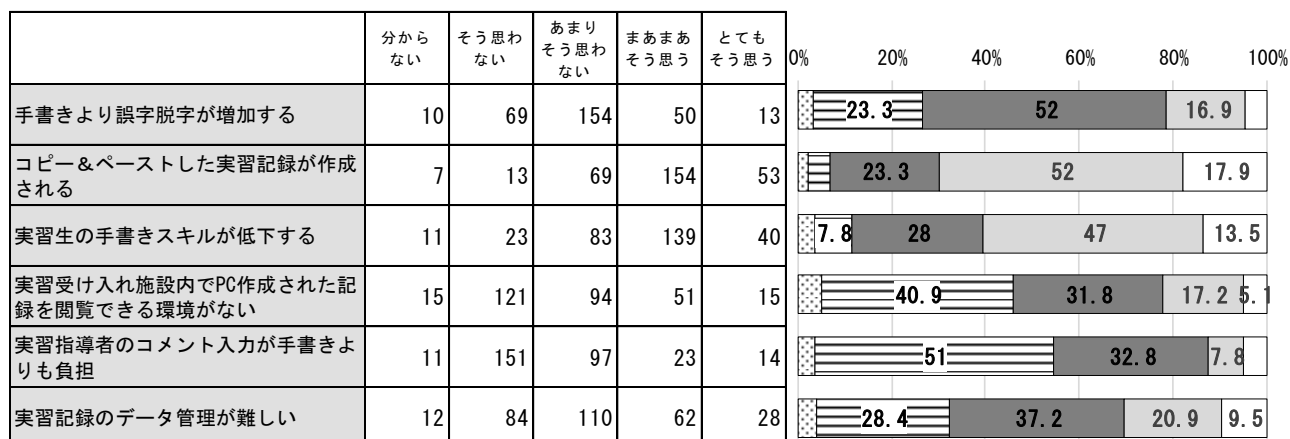 分から
ない
そう思わ
ない
あまり
そう思わ
ない
まあまあ
そう思う
とても
そう思う
0% 20% 40% 60% 80% 100%
手書きより誤字脱字が増加する 10 69 154 50 13 23.3 52 16.9
コピー＆ペーストした実習記録が作成
される 7 13 69 154 53 23.3 52 17.9
実習生の手書きスキルが低下する 11 23 83 139 40 7.8 28 47 13.5
実習受け入れ施設内でPC作成された記
録を閲覧できる環境がない 15 121 94 51 15 40.9 31.8 17.2 5.1
実習指導者のコメント入力が手書きよ
りも負担 11 151 97 23 14 51 32.8 7.8
実習記録のデータ管理が難しい 12 84 110 62 28 28.4 37.2 20.9 9.5